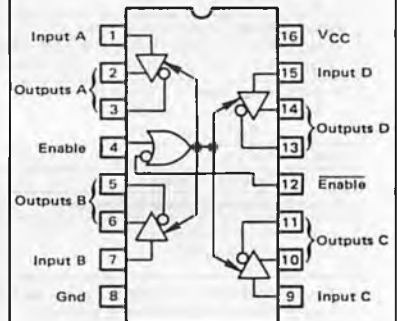 Input A 1 16 VCC
2 15 Input D
Outputs A 3 14 Outputs D
Enable 4 13
5 12 Enable
Outputs B 6 11 Outputs C
Input B 7 10
Gnd 8 9 Input C